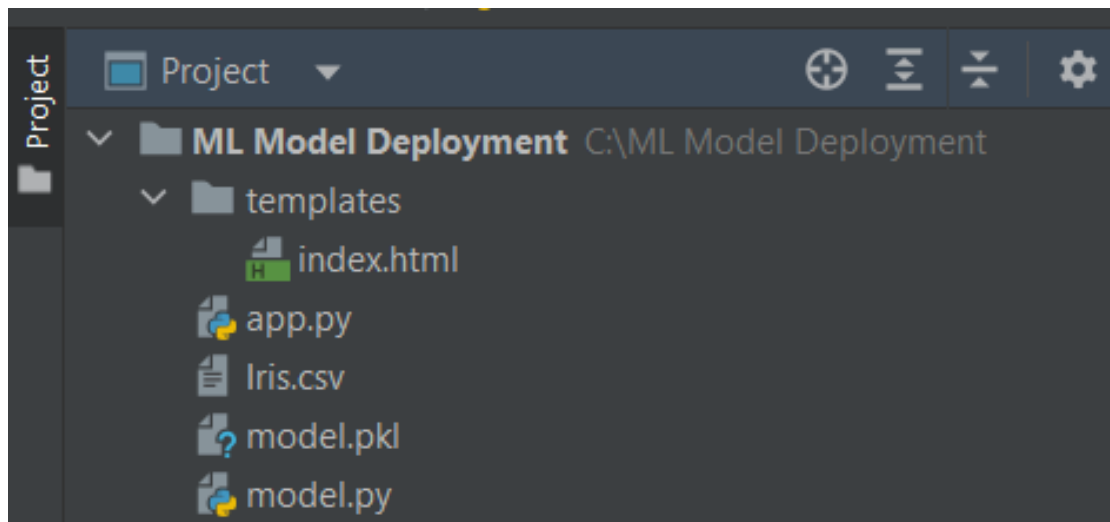 Project
Project
ML Model Deployment C:\ML Model Deployment
templates
H
index.html
app.py
Iris.csv
?
model.pkl
model.py